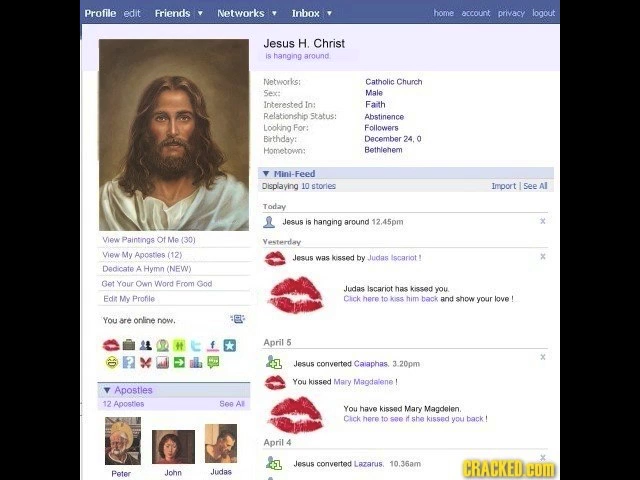 Profile edit Friends Networks Inbox home account privacy logout
Jesus H. Christ
is hanging around.
Networks: Catholic Church
Sex: Male
Interested In: Faith
Relationship Status: Abstinence
Looking For: Followers
Birthday: December 24, 0
Hometown: Bethlehem
Mini-Feed
Displaying 10 stories Import | See All
Today
Jesus is hanging around 12.45pm x
Yesterday
Jesus was kissed by Judas Iscariot ! x
Judas Iscariot has kissed you.
Click here to kiss him back and show your love !
April 5
Jesus converted Caiaphas. 3.20pm x
You kissed Mary Magdalene !
You have kissed Mary Magdelen.
Click here to see if she kissed you back !
April 4
Jesus converted Lazarus. 10.36am x
View Paintings Of Me (30)
View My Apostles (12)
Dedicate A Hymn (NEW)
Get Your Own Word From God
Edit My Profile
You are online now.
Apostles
12 Apostles See All
Peter John Judas
CRACKED.COM